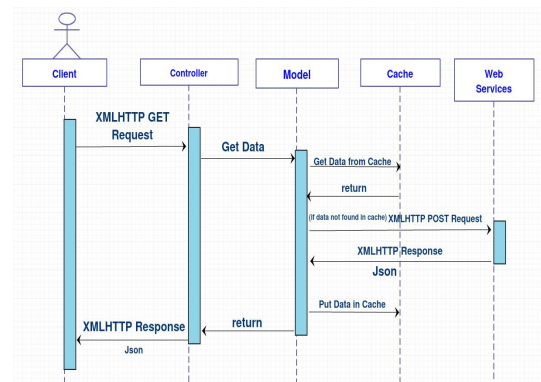 Client
Controller
Model
Cache
Web
Services
XMLHTTP GET
Request
Get Data
Get Data from Cache
return
(If data not found in cache) XMLHTTP POST Request
XMLHTTP Response
Json
Put Data in Cache
XMLHTTP Response
return
Json